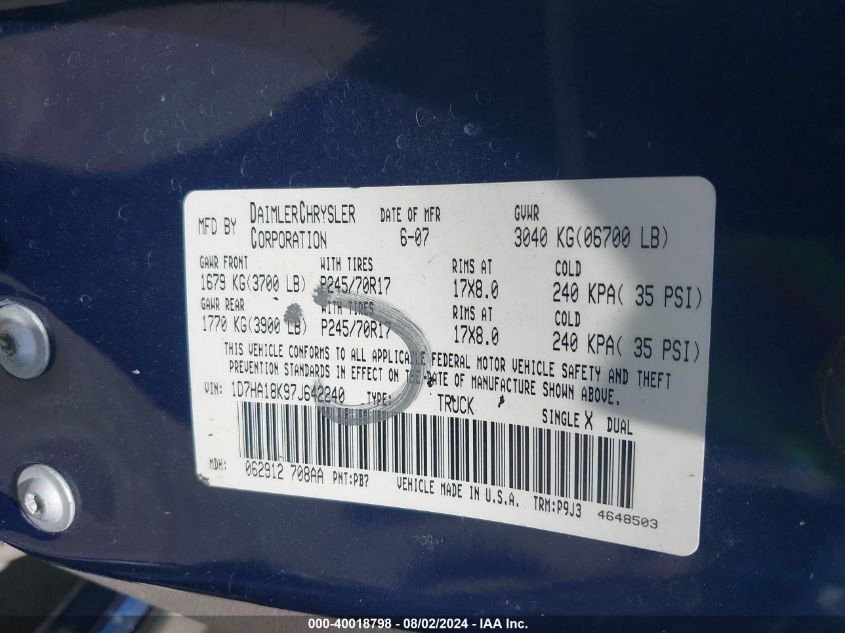 MFD BY DAIMLERCHRYSLER CORPORATION DATE OF MFR 6-07 GVWR 3040 KG(06700 LB)
GAWR FRONT WITH TIRES RIMS AT COLD
1679 KG(3700 LB) P245/70R17 17X8.0 240 KPA( 35 PSI)
GAWR REAR WITH TIRES RIMS AT COLD
1770 KG(3900 LB) P245/70R17 17X8.0 240 KPA( 35 PSI)
THIS VEHICLE CONFORMS TO ALL APPLICABLE FEDERAL MOTOR VEHICLE SAFETY AND THEFT
PREVENTION STANDARDS IN EFFECT ON THE DATE OF MANUFACTURE SHOWN ABOVE.
VIN: 1D7HA18K97J642240 TYPE: TRUCK SINGLE X DUAL
MDH: 062912 708AA PNT:PB7 VEHICLE MADE IN U.S.A. TRM:P9J3 4648503
000-40018798 - 08/02/2024 - IAA Inc.